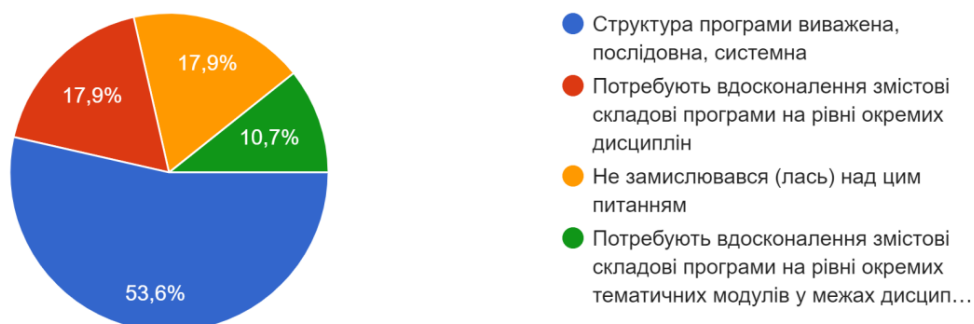 17,9%
17,9%
10,7%
53,6%
Структура програми виважена,
послідовна, системна
Потребують вдосконалення змістові
складові програми на рівні окремих
дисциплін
Не замислювався (лась) над цим
питанням
Потребують вдосконалення змістові
складові програми на рівні окремих
тематичних модулів у межах дисцип…